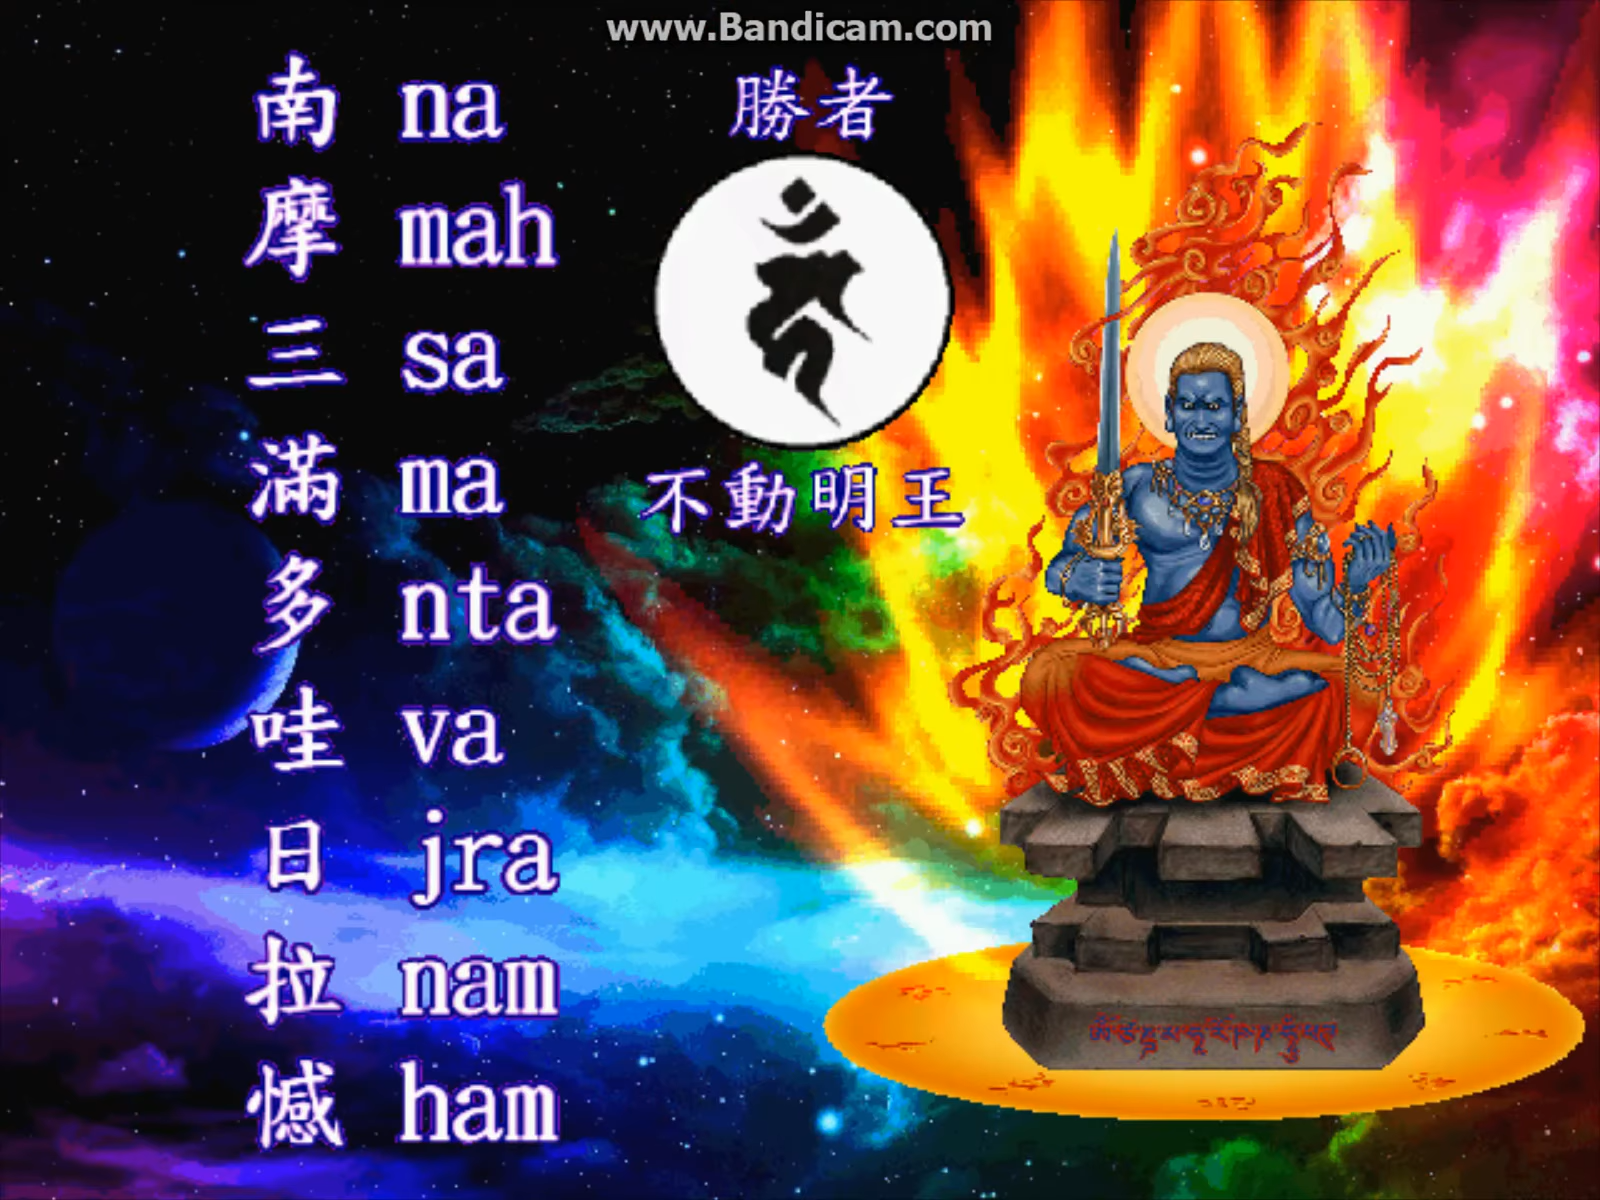 www.Bandicam.com
南 na
摩 mah
三 sa
滿 ma
多 nta
哇 va
日 jra
拉 nam
憾 ham
勝者
不動明王